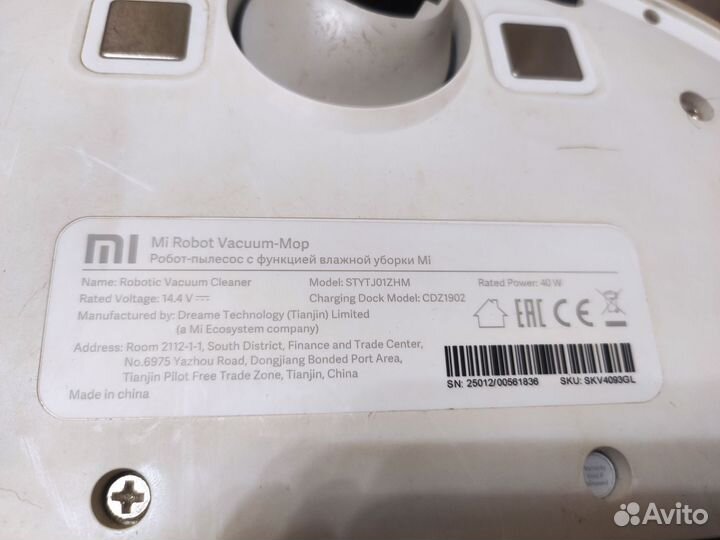 mi
Mi Robot Vacuum-Mop
Робот-пылесос с функцией влажной уборки Mi
Name: Robotic Vacuum Cleaner Model: STYTJ01ZHM Rated Power: 40 W
Rated Voltage: 14.4 V Charging Dock Model: CDZ1902
Manufactured by: Dreame Technology (Tianjin) Limited
(a Mi Ecosystem company)
EAC CE
Address: Room 2112-1-1, South District, Finance and Trade Center,
No.6975 Yazhou Road, Dongjiang Bonded Port Area,
Tianjin Pilot Free Trade Zone, Tianjin, China
SN: 25012/00561836 SKU: SKV4093GL
Made in china
Avito